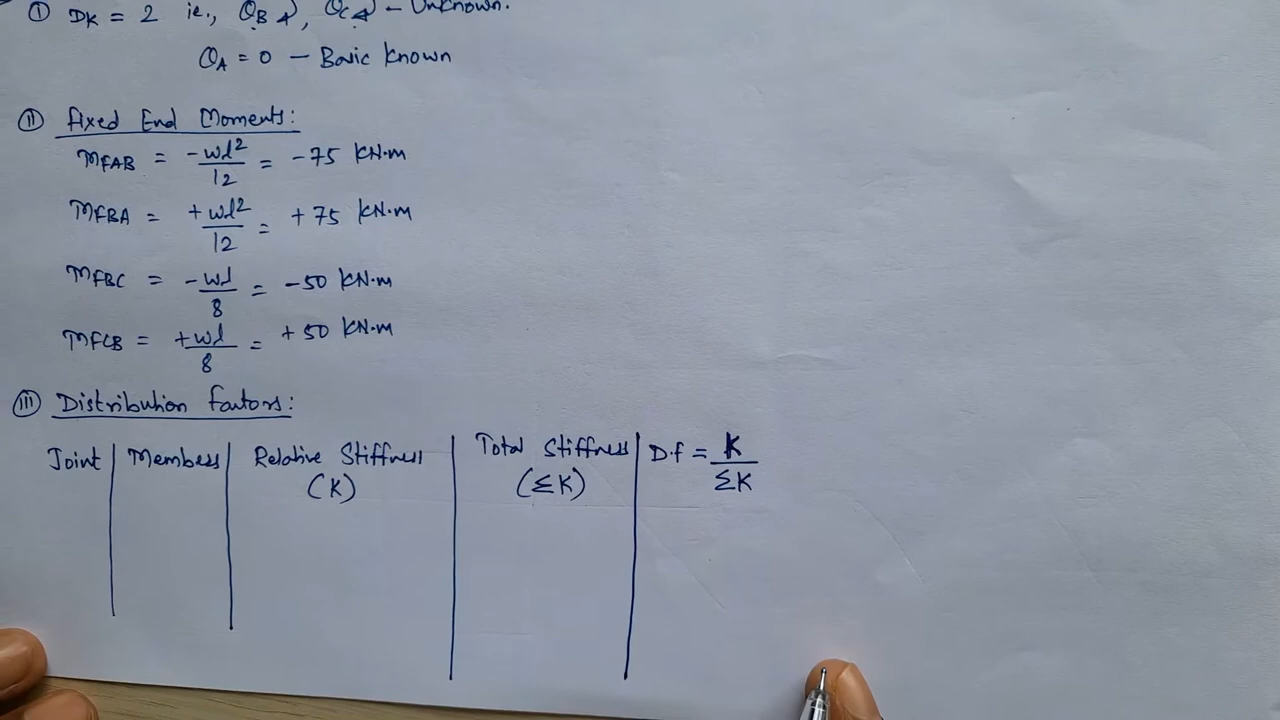 ① DK = 2 ie., θB ↺), θC ↺) – Unknown.
θA = 0 – Basic Known
Ⅱ Fixed End Moments:
MFAB = -wl²/12 = -75 KN.m
MFBA = +wl²/12 = +75 KN.m
MFBC = -wl/8 = -50 KN.m
MFCB = +wl/8 = +50 KN.m
Ⅲ Distribution Factors:
Joint | Members | Relative Stiffness (K) | Total Stiffness (ΣK) | D.F = K/ΣK